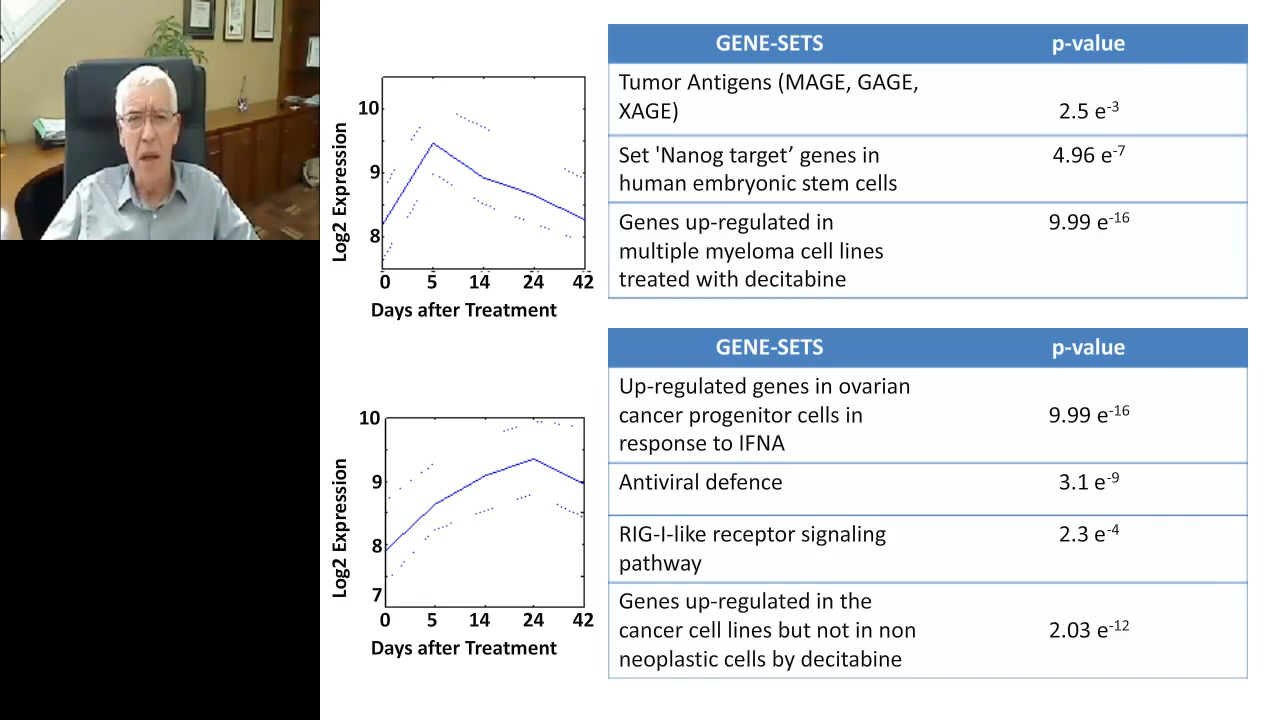 GENE-SETS p-value
Tumor Antigens (MAGE, GAGE,
XAGE) 2.5 e-3
Set 'Nanog target’ genes in 4.96 e-7
human embryonic stem cells
Genes up-regulated in 9.99 e-16
multiple myeloma cell lines
treated with decitabine
Log2 Expression
10
9
8
0 5 14 24 42
Days after Treatment
GENE-SETS p-value
Up-regulated genes in ovarian
cancer progenitor cells in 9.99 e-16
response to IFNA
Antiviral defence 3.1 e-9
RIG-I-like receptor signaling 2.3 e-4
pathway
Genes up-regulated in the
cancer cell lines but not in non 2.03 e-12
neoplastic cells by decitabine
Log2 Expression
10
9
8
7
0 5 14 24 42
Days after Treatment